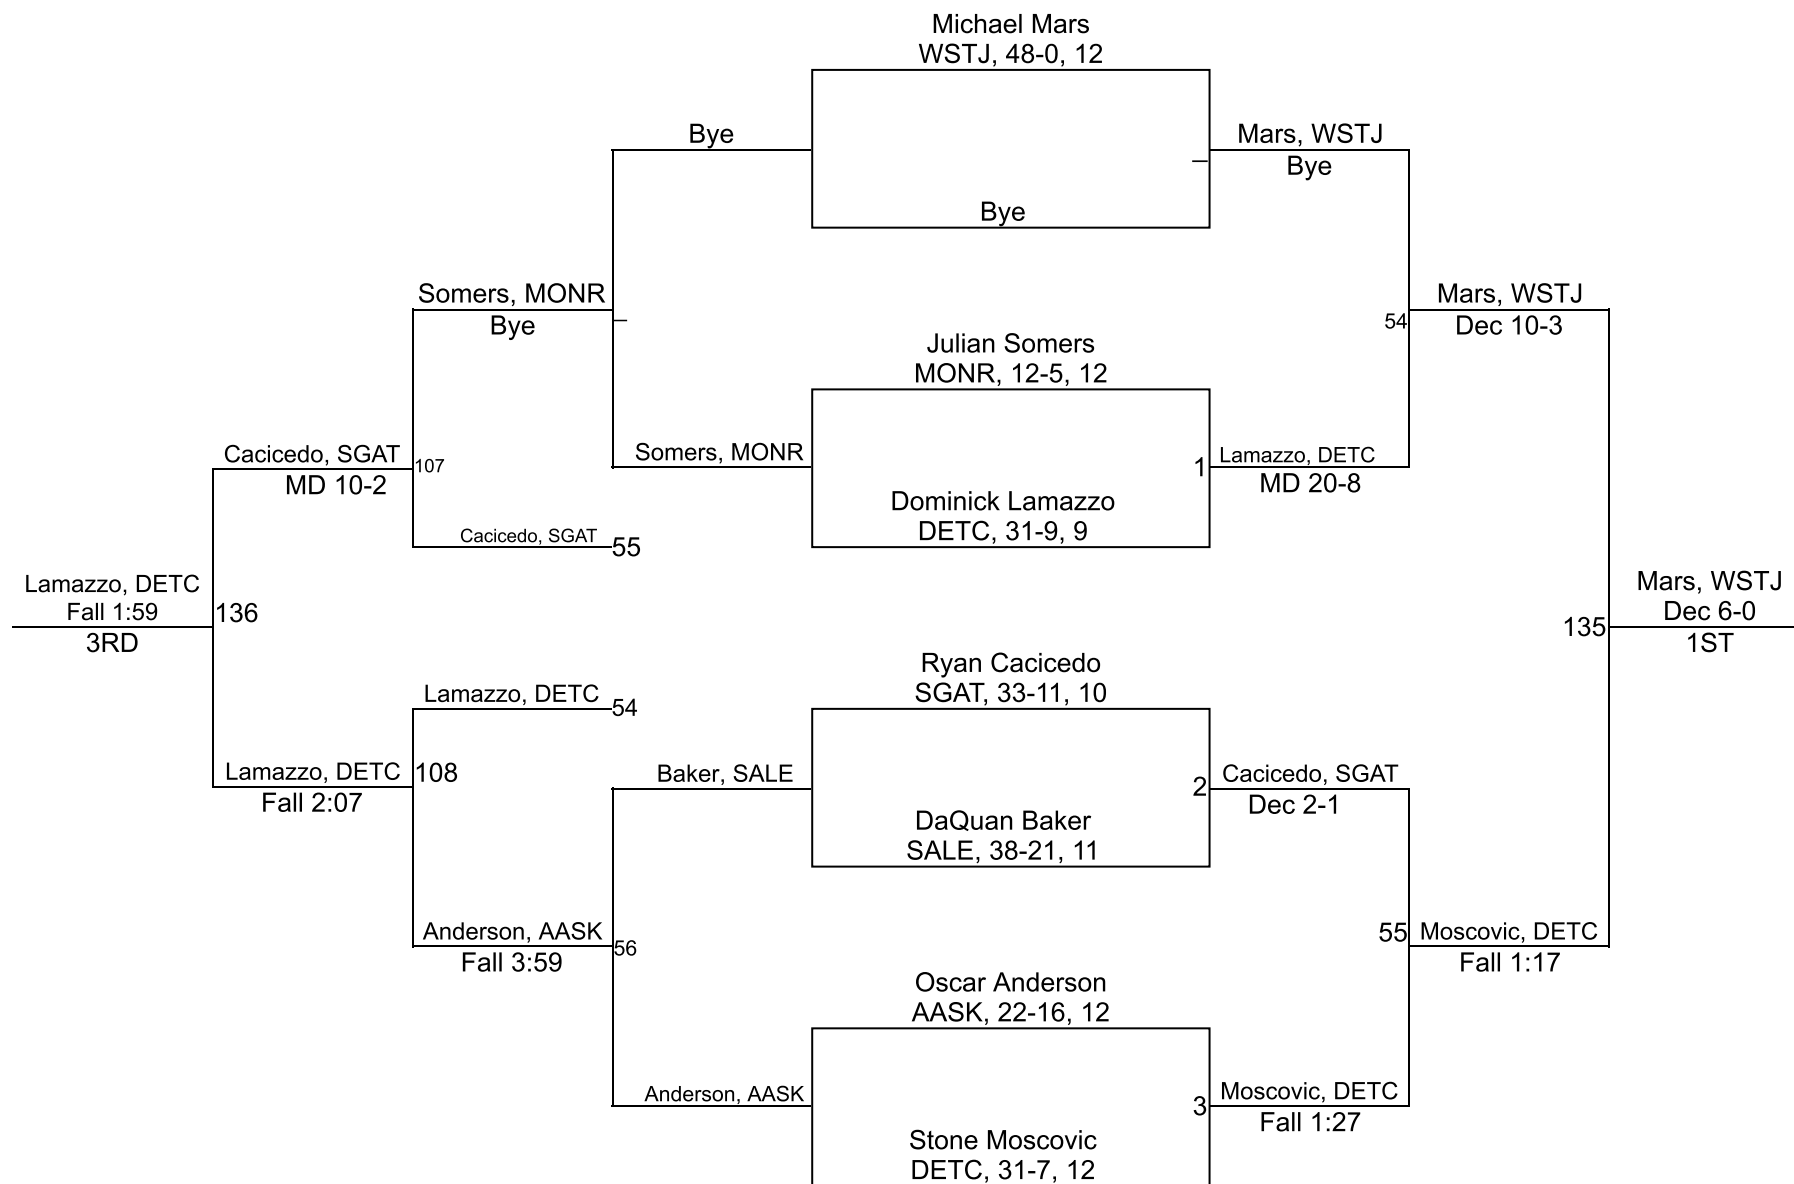 Michael Mars
WSTJ, 48-0, 12
Bye
Mars, WSTJ
Bye
Bye
Somers, MONR
Bye
Mars, WSTJ
54
Dec 10-3
Julian Somers
MONR, 12-5, 12
Cacicedo, SGAT
107
MD 10-2
Somers, MONR
1
Lamazzo, DETC
MD 20-8
Dominick Lamazzo
DETC, 31-9, 9
Cacicedo, SGAT
55
Lamazzo, DETC
Fall 1:59
136
3RD
Mars, WSTJ
Dec 6-0
135
1ST
Ryan Cacicedo
SGAT, 33-11, 10
Lamazzo, DETC
54
Lamazzo, DETC
108
Fall 2:07
Baker, SALE
2
Cacicedo, SGAT
Dec 2-1
DaQuan Baker
SALE, 38-21, 11
Anderson, AASK
56
Fall 3:59
55
Moscovic, DETC
Fall 1:17
Oscar Anderson
AASK, 22-16, 12
Anderson, AASK
3
Moscovic, DETC
Fall 1:27
Stone Moscovic
DETC, 31-7, 12